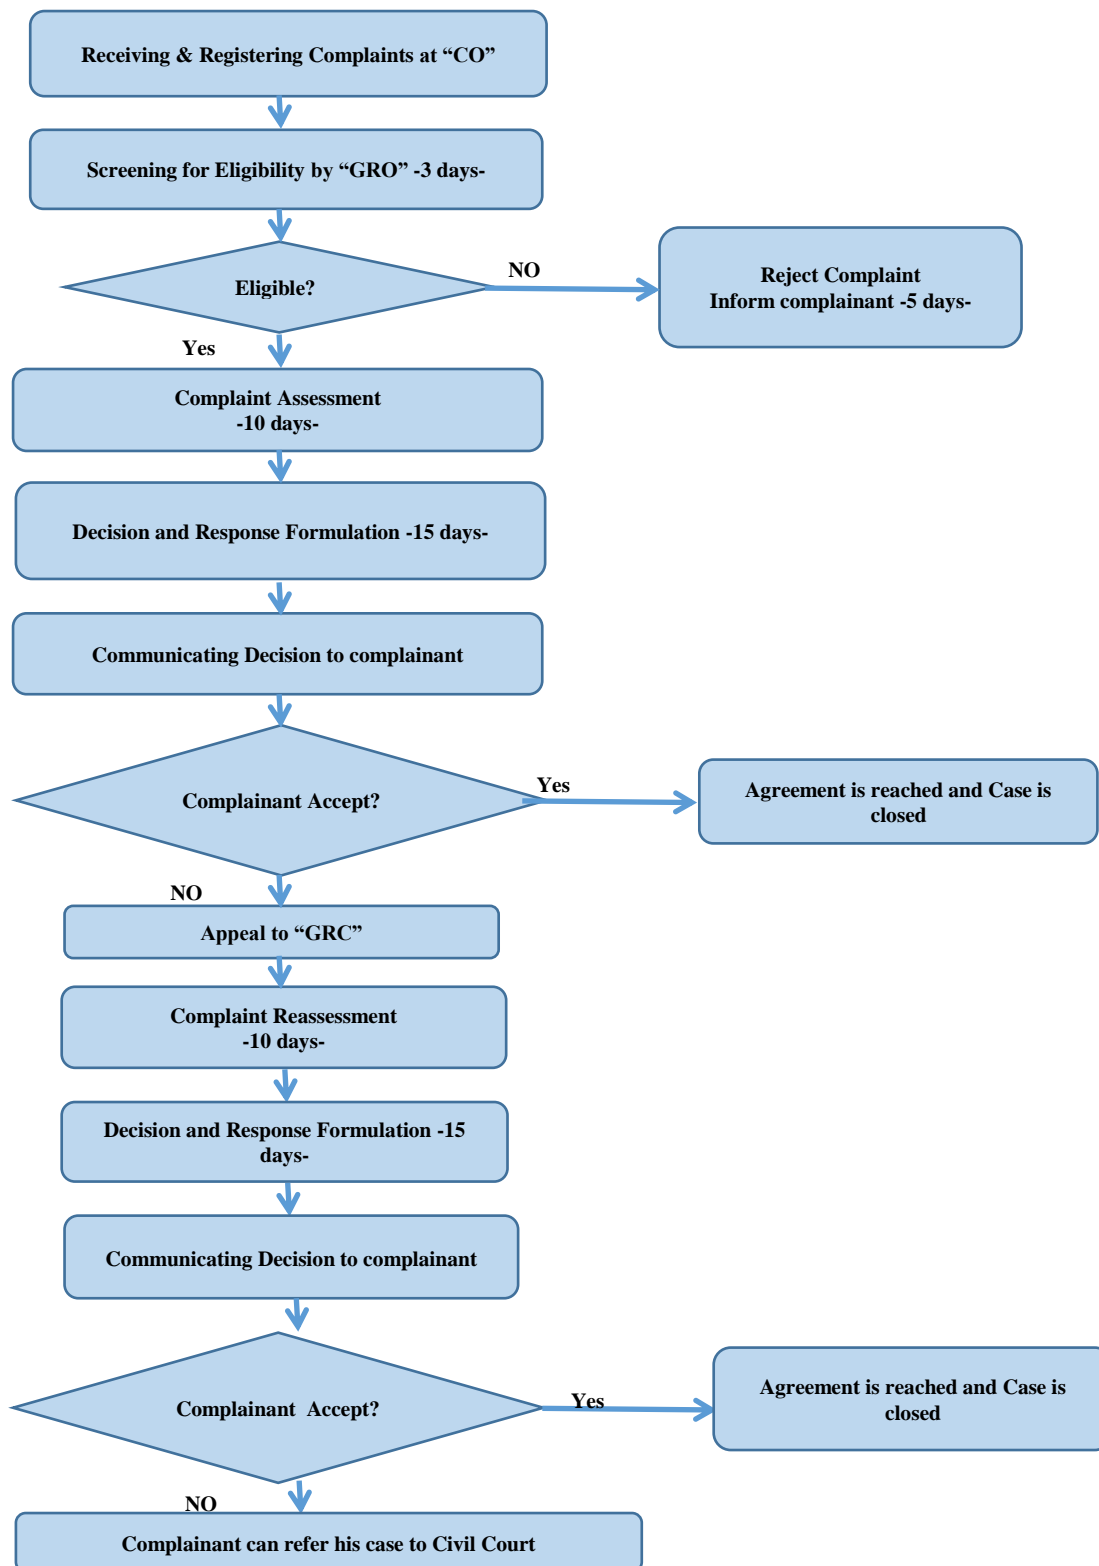 Receiving & Registering Complaints at “CO”
Screening for Eligibility by “GRO” -3 days-
Eligible?
NO
Reject Complaint
Inform complainant -5 days-
Yes
Complaint Assessment
-10 days-
Decision and Response Formulation -15 days-
Communicating Decision to complainant
Complainant Accept?
Yes
Agreement is reached and Case is
closed
NO
Appeal to “GRC”
Complaint Reassessment
-10 days-
Decision and Response Formulation -15
days-
Communicating Decision to complainant
Complainant Accept?
Yes
Agreement is reached and Case is
closed
NO
Complainant can refer his case to Civil Court